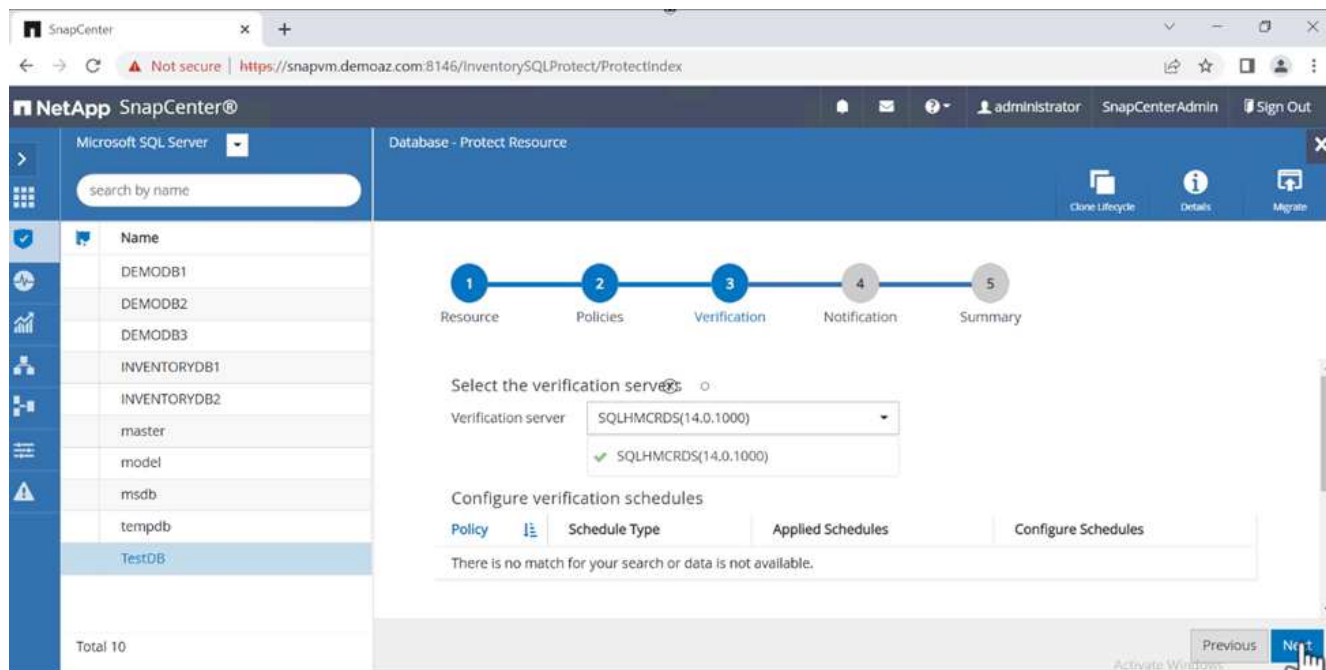 SnapCenter
Not secure | https://snapvm.demoaz.com:8146/InventorySQLProtect/ProtectIndex
NetApp SnapCenter® administrator SnapCenterAdmin Sign Out
Microsoft SQL Server
Database - Protect Resource
search by name
Clone Lifecycle Details Migrate
Name
DEMODB1
DEMODB2
DEMODB3
INVENTORYDB1
INVENTORYDB2
master
model
msdb
tempdb
TestDB
Total 10
1 2 3 4 5
Resource Policies Verification Notification Summary
Select the verification servers
Verification server SQLHMCRDS(14.0.1000)
SQLHMCRDS(14.0.1000)
Configure verification schedules
Policy Schedule Type Applied Schedules Configure Schedules
There is no match for your search or data is not available.
Previous Next
Activate Windows